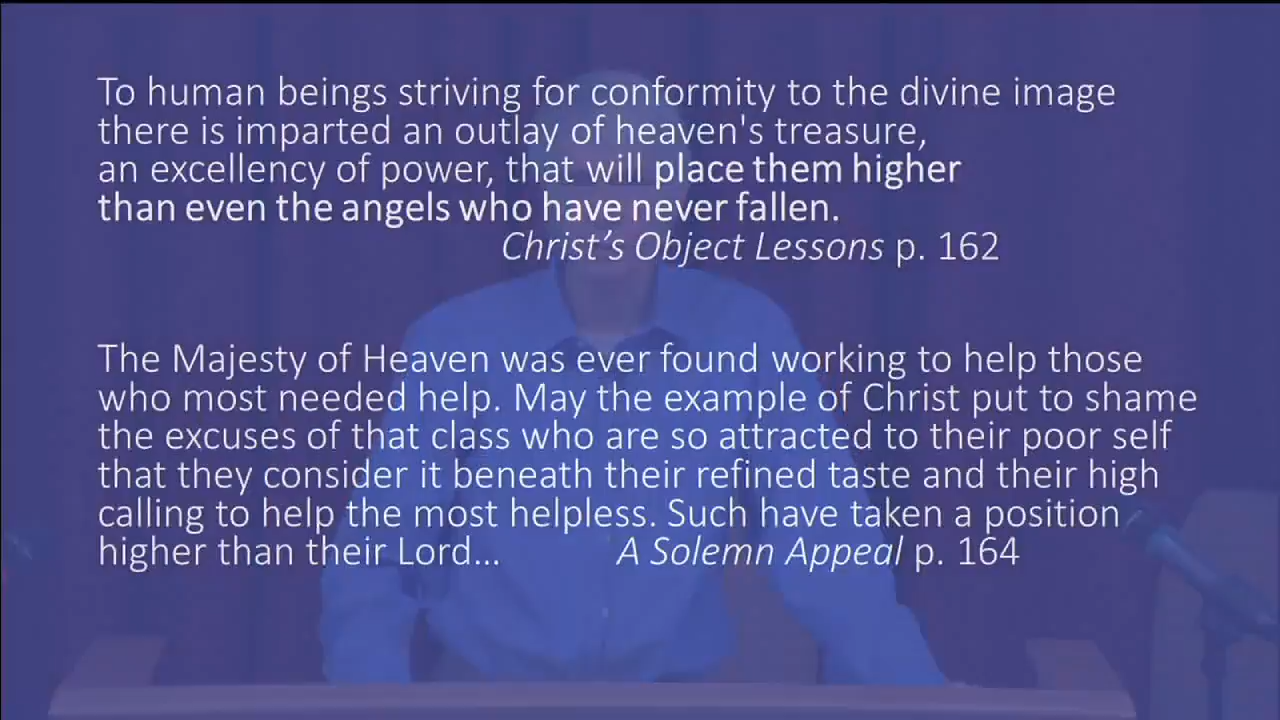 To human beings striving for conformity to the divine image
there is imparted an outlay of heaven's treasure,
an excellency of power, that will place them higher
than even the angels who have never fallen.
Christ’s Object Lessons p. 162
The Majesty of Heaven was ever found working to help those
who most needed help. May the example of Christ put to shame
the excuses of that class who are so attracted to their poor self
that they consider it beneath their refined taste and their high
calling to help the most helpless. Such have taken a position
higher than their Lord... A Solemn Appeal p. 164